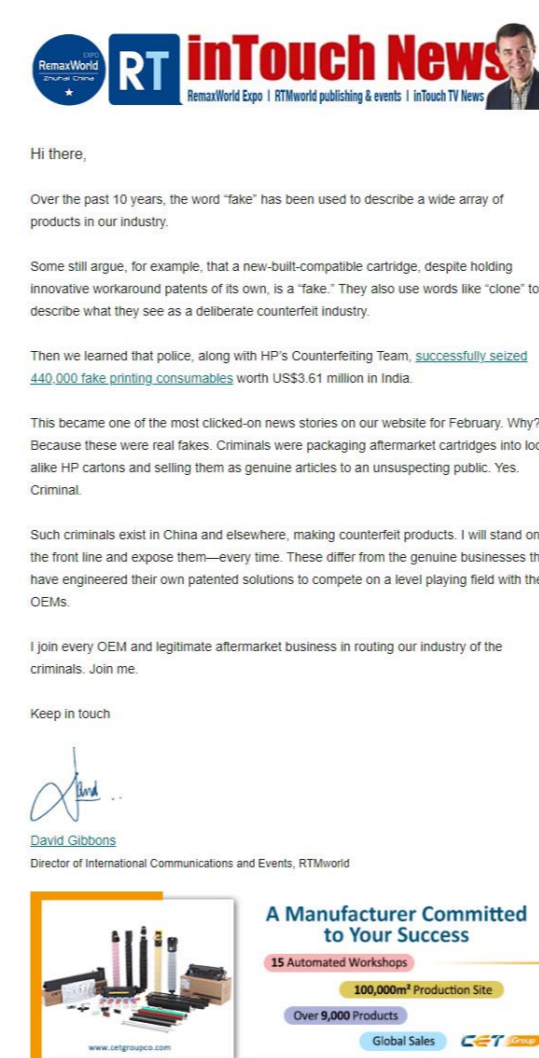 EXPO
RemaxWorld
Zhuhai China
RT
inTouch News
RemaxWorld Expo | RTMworld publishing & events | inTouch TV News
Hi there,
Over the past 10 years, the word “fake” has been used to describe a wide array of
products in our industry.
Some still argue, for example, that a new-built-compatible cartridge, despite holding
innovative workaround patents of its own, is a “fake.” They also use words like “clone” to
describe what they see as a deliberate counterfeit industry.
Then we learned that police, along with HP’s Counterfeiting Team, successfully seized
440,000 fake printing consumables worth US$3.61 million in India.
This became one of the most clicked-on news stories on our website for February. Why?
Because these were real fakes. Criminals were packaging aftermarket cartridges into
alike HP cartons and selling them as genuine articles to an unsuspecting public. Yes.
Criminal.
Such criminals exist in China and elsewhere, making counterfeit products. I will stand on
the front line and expose them—every time. These differ from the genuine businesses
have engineered their own patented solutions to compete on a level playing field with the
OEMs.
I join every OEM and legitimate aftermarket business in routing our industry of the
criminals. Join me.
Keep in touch
David Gibbons
Director of International Communications and Events, RTMworld
A Manufacturer Committed
to Your Success
15 Automated Workshops
100,000m² Production Site
Over 9,000 Products
Global Sales
CET Group
www.cetgroupco.com